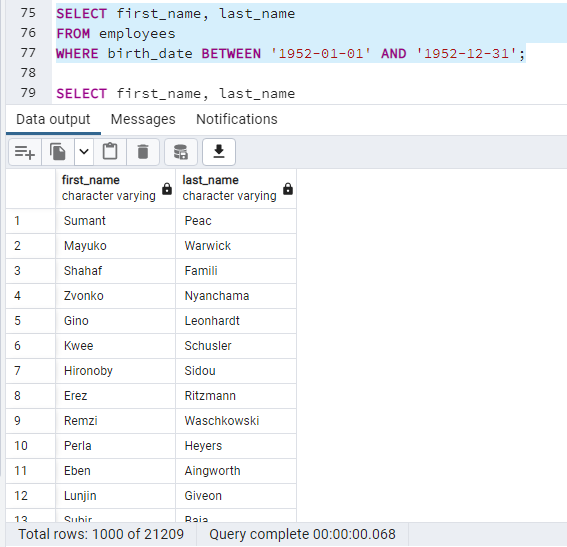 75 SELECT first_name, last_name
76 FROM employees
77 WHERE birth_date BETWEEN '1952-01-01' AND '1952-12-31';
78
79 SELECT first_name, last_name
Data output Messages Notifications
first_name last_name
character varying character varying
1 Sumant Peac
2 Mayuko Warwick
3 Shahaf Famili
4 Zvonko Nyanchama
5 Gino Leonhardt
6 Kwee Schusler
7 Hironoby Sidou
8 Erez Ritzmann
9 Remzi Waschkowski
10 Perla Heyers
11 Eben Aingworth
12 Lunjin Giveon
13 Subir Baja
Total rows: 1000 of 21209 Query complete 00:00:00.068